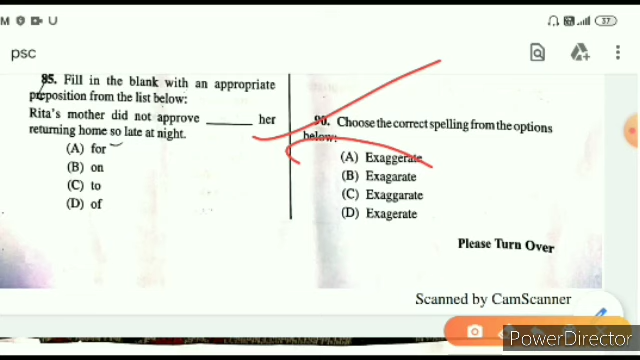 M U 37
psc
85. Fill in the blank with an appropriate
preposition from the list below:
Rita's mother did not approve ______ her
returning home so late at night.
(A) for
(B) on
(C) to
(D) of
90. Choose the correct spelling from the options
below:
(A) Exaggerate
(B) Exagarate
(C) Exaggarate
(D) Exagerate
Please Turn Over
Scanned by CamScanner
PowerDirector